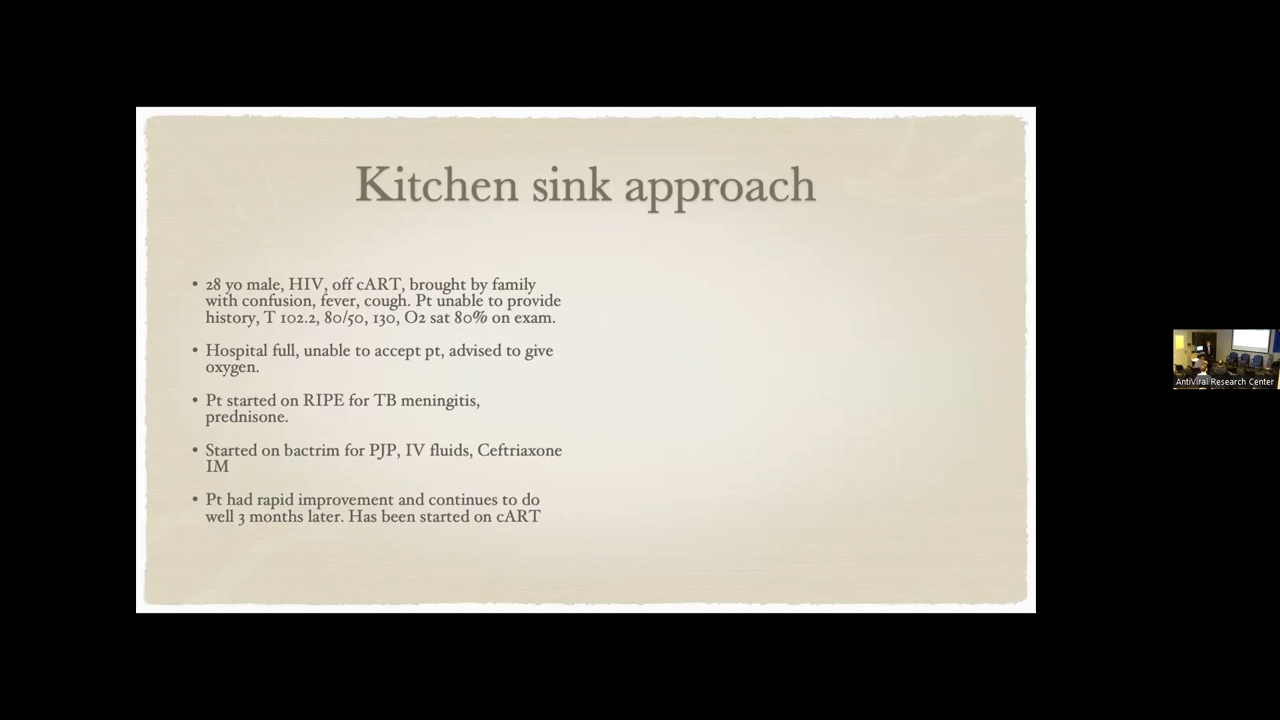 Kitchen sink approach
• 28 yo male, HIV, off cART, brought by family
with confusion, fever, cough. Pt unable to provide
history, T 102.2, 80/50, 130, O2 sat 80% on exam.
• Hospital full, unable to accept pt, advised to give
oxygen.
• Pt started on RIPE for TB meningitis,
prednisone.
• Started on bactrim for PJP, IV fluids, Ceftriaxone
IM
• Pt had rapid improvement and continues to do
well 3 months later. Has been started on cART
AntiViral Research Center